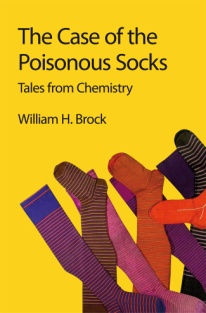 The Case of the
Poisonous Socks
Tales from Chemistry
William H. Brock